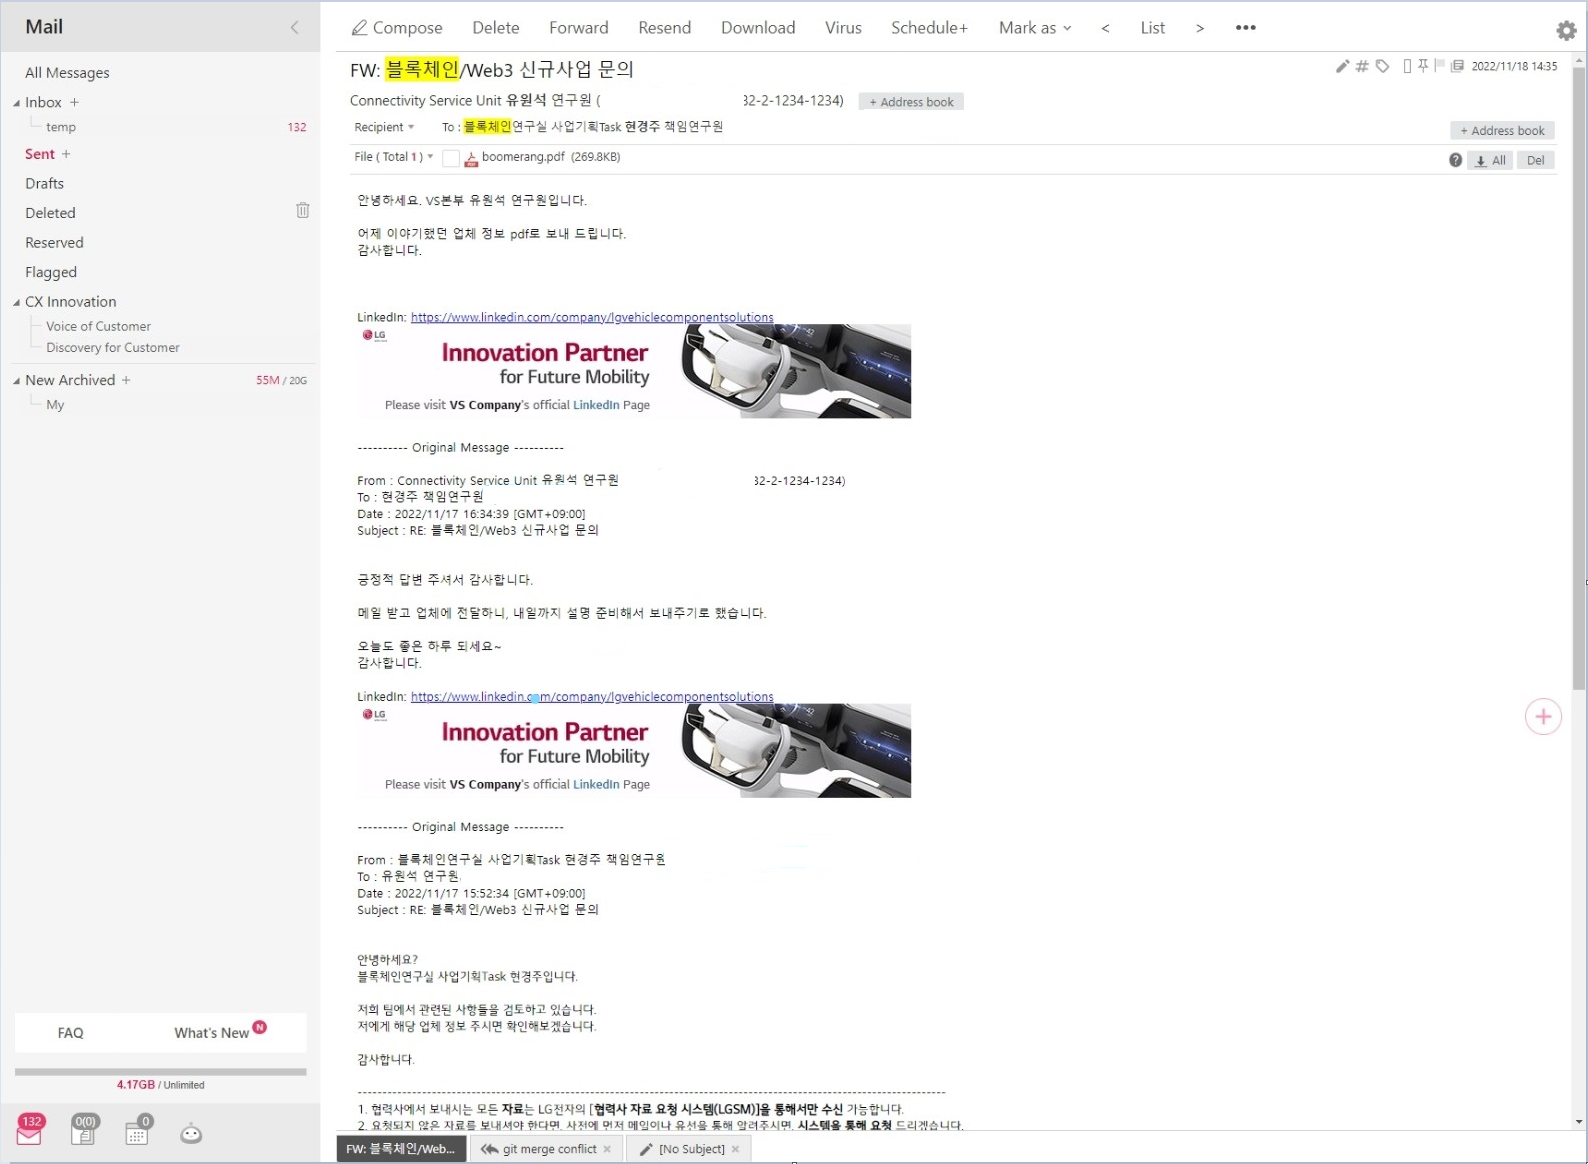 Mail
Compose Delete Forward Resend Download Virus Schedule+ Mark as < List > •••
All Messages
Inbox +
temp 132
Sent +
Drafts
Deleted
Reserved
Flagged
CX Innovation
Voice of Customer
Discovery for Customer
New Archived + 55M / 20G
My
FAQ What's New N
4.17GB / Unlimited
132 0(0) 0
FW: 블록체인/Web3 신규사업 문의 2022/11/18 14:35
Connectivity Service Unit 유원석 연구원 ( 32-2-1234-1234) + Address book
Recipient To : 블록체인연구실 사업기획Task 현경주 책임연구원 + Address book
File ( Total 1 ) boomerang.pdf (269.8KB) ? All Del
안녕하세요. VS본부 유원석 연구원입니다.
어제 이야기했던 업체 정보 pdf로 보내 드립니다.
감사합니다.
LinkedIn: https://www.linkedin.com/company/lgvehiclecomponentsolutions
LG
Innovation Partner
for Future Mobility
Please visit VS Company's official LinkedIn Page
---------- Original Message ----------
From : Connectivity Service Unit 유원석 연구원 32-2-1234-1234)
To : 현경주 책임연구원
Date : 2022/11/17 16:34:39 [GMT+09:00]
Subject : RE: 블록체인/Web3 신규사업 문의
긍정적 답변 주셔서 감사합니다.
메일 받고 업체에 전달하니, 내일까지 설명 준비해서 보내주기로 했습니다.
오늘도 좋은 하루 되세요~
감사합니다.
LinkedIn: https://www.linkedin.com/company/lgvehiclecomponentsolutions
LG
Innovation Partner
for Future Mobility
Please visit VS Company's official LinkedIn Page
---------- Original Message ----------
From : 블록체인연구실 사업기획Task 현경주 책임연구원
To : 유원석 연구원
Date : 2022/11/17 15:52:34 [GMT+09:00]
Subject : RE: 블록체인/Web3 신규사업 문의
안녕하세요?
블록체인연구실 사업기획Task 현경주입니다.
저희 팀에서 관련된 사항들을 검토하고 있습니다.
저에게 해당 업체 정보 주시면 확인해보겠습니다.
감사합니다.
1. 협력사에서 보내시는 모든 자료는 LG전자의 [협력사 자료 요청 시스템(LGSM)]을 통해서만 수신 가능합니다.
2. 요청되지 않은 자료를 보내셔야 한다면, 사전에 먼저 메일이나 유선을 통해 알려주시면, 시스템을 통해 요청 드리겠습니다.
FW: 블록체인/Web... git merge conflict × [No Subject] ×